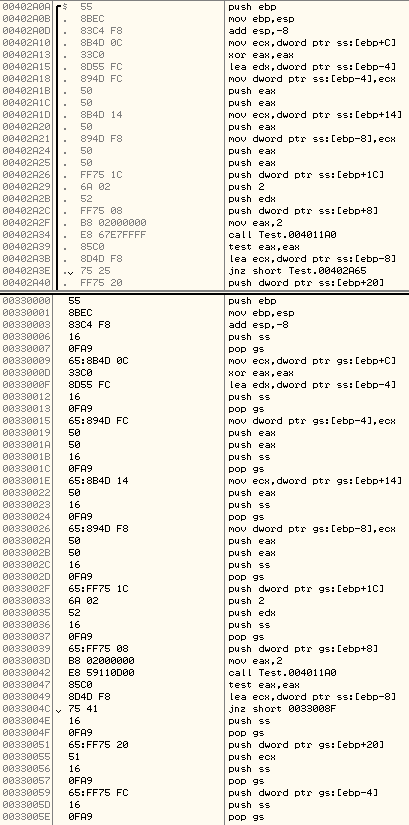 00402A0A $ 55 push ebp
00402A0B . 8BEC mov ebp,esp
00402A0D . 83C4 F8 add esp,-8
00402A10 . 8B4D 0C mov ecx,dword ptr ss:[ebp+C]
00402A13 . 33C0 xor eax,eax
00402A15 . 8D55 FC lea edx,dword ptr ss:[ebp-4]
00402A18 . 894D FC mov dword ptr ss:[ebp-4],ecx
00402A1B . 50 push eax
00402A1C . 50 push eax
00402A1D . 8B4D 14 mov ecx,dword ptr ss:[ebp+14]
00402A20 . 50 push eax
00402A21 . 894D F8 mov dword ptr ss:[ebp-8],ecx
00402A24 . 50 push eax
00402A25 . 50 push eax
00402A26 . FF75 1C push dword ptr ss:[ebp+1C]
00402A29 . 6A 02 push 2
00402A2B . 52 push edx
00402A2C . FF75 08 push dword ptr ss:[ebp+8]
00402A2F . B8 02000000 mov eax,2
00402A34 . E8 67E7FFFF call Test.004011A0
00402A39 . 85C0 test eax,eax
00402A3B . 8D4D F8 lea ecx,dword ptr ss:[ebp-8]
00402A3E .v 75 25 jnz short Test.00402A65
00402A40 . FF75 20 push dword ptr ss:[ebp+20]
00330000 55 push ebp
00330001 8BEC mov ebp,esp
00330003 83C4 F8 add esp,-8
00330006 16 push ss
00330007 0FA9 pop gs
00330009 65:8B4D 0C mov ecx,dword ptr gs:[ebp+C]
0033000D 33C0 xor eax,eax
0033000F 8D55 FC lea edx,dword ptr ss:[ebp-4]
00330012 16 push ss
00330013 0FA9 pop gs
00330015 65:894D FC mov dword ptr gs:[ebp-4],ecx
00330019 50 push eax
0033001A 50 push eax
0033001B 16 push ss
0033001C 0FA9 pop gs
0033001E 65:8B4D 14 mov ecx,dword ptr gs:[ebp+14]
00330022 50 push eax
00330023 16 push ss
00330024 0FA9 pop gs
00330026 65:894D F8 mov dword ptr gs:[ebp-8],ecx
0033002A 50 push eax
0033002B 50 push eax
0033002C 16 push ss
0033002D 0FA9 pop gs
0033002F 65:FF75 1C push dword ptr gs:[ebp+1C]
00330033 6A 02 push 2
00330035 52 push edx
00330036 16 push ss
00330037 0FA9 pop gs
00330039 65:FF75 08 push dword ptr gs:[ebp+8]
0033003D B8 02000000 mov eax,2
00330042 E8 59110D00 call Test.004011A0
00330047 85C0 test eax,eax
00330049 8D4D F8 lea ecx,dword ptr ss:[ebp-8]
0033004C v 75 41 jnz short 0033008F
0033004E 16 push ss
0033004F 0FA9 pop gs
00330051 65:FF75 20 push dword ptr gs:[ebp+20]
00330055 51 push ecx
00330056 16 push ss
00330057 0FA9 pop gs
00330059 65:FF75 FC push dword ptr gs:[ebp-4]
0033005D 16 push ss
0033005E 0FA9 pop gs